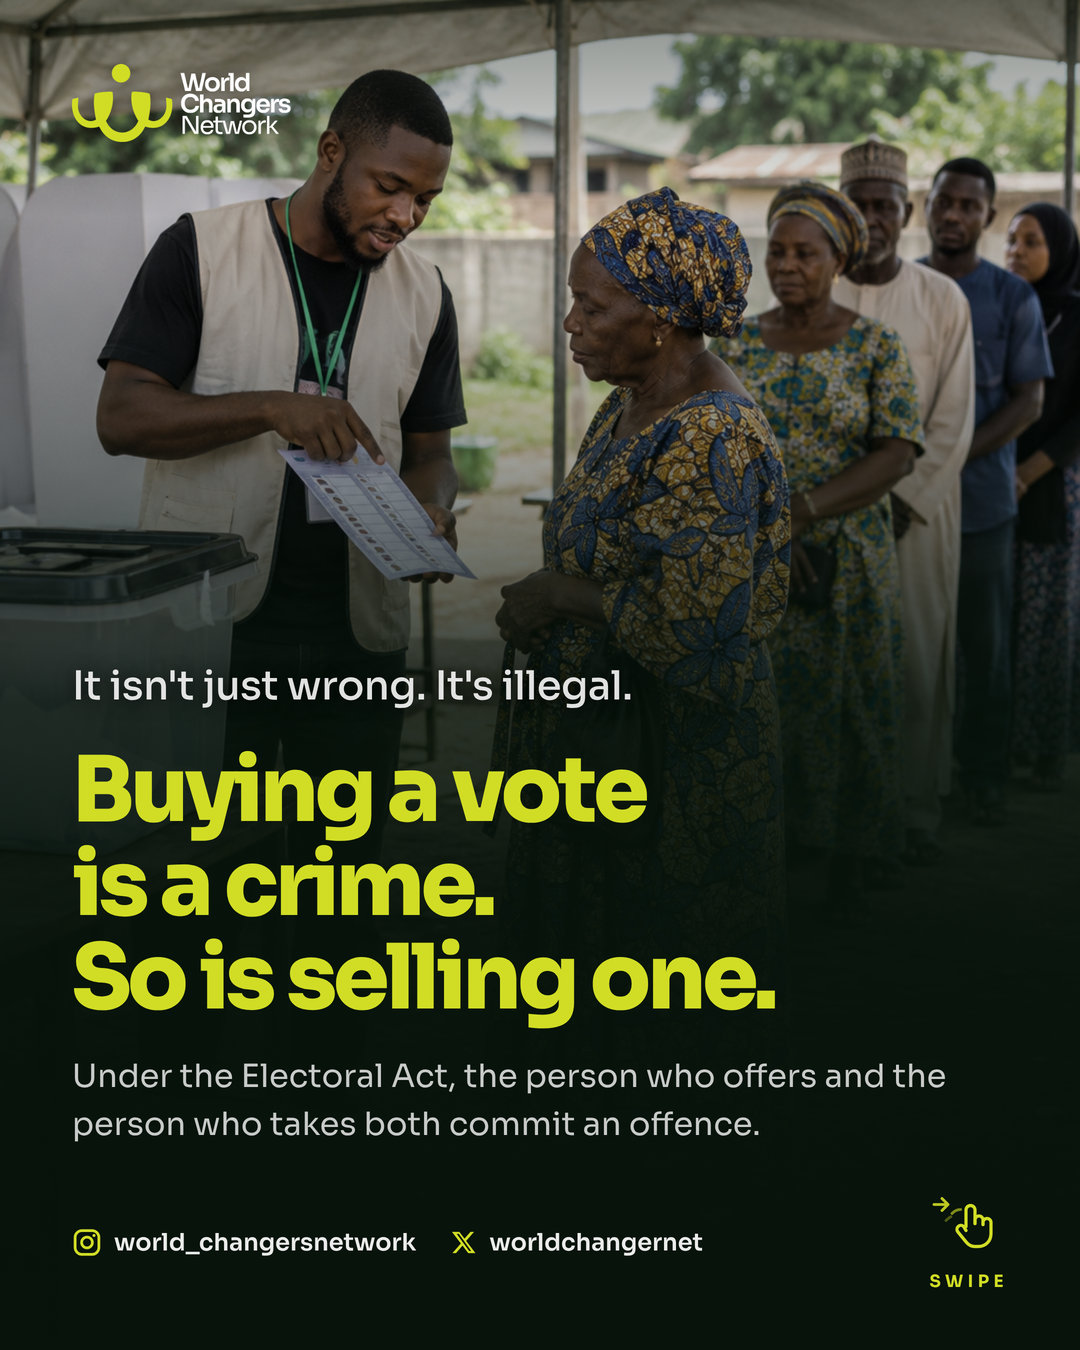 World
Changers
Network
It isn't just wrong. It's illegal.
Buying a vote
is a crime.
So is selling one.
Under the Electoral Act, the person who offers and the
person who takes both commit an offence.
world_changersnetwork
worldchangernet
SWIPE